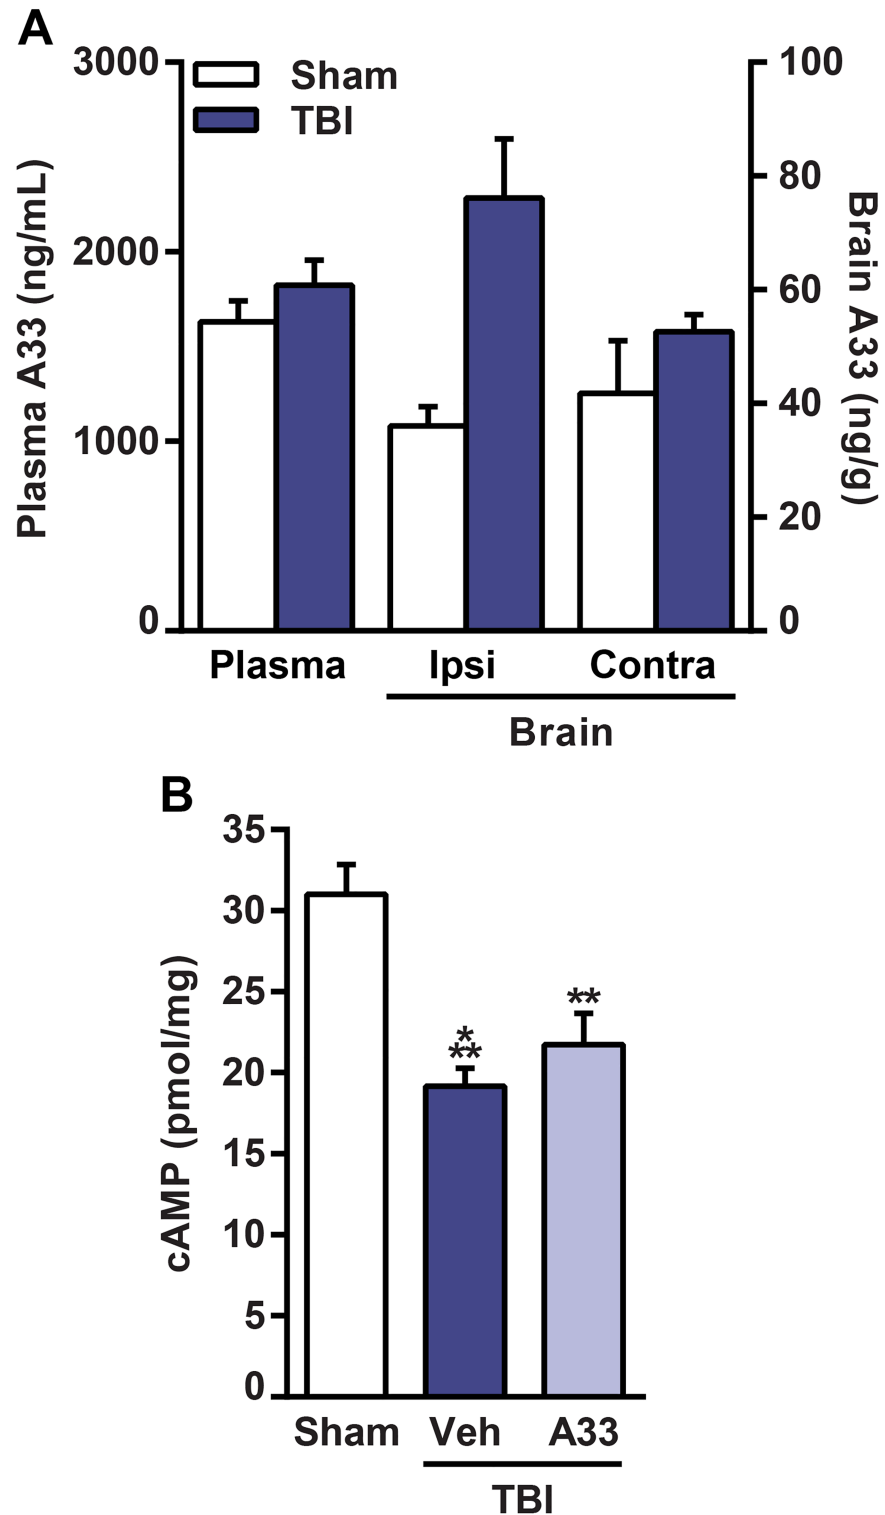 A
3000
2000
1000
0
Plasma A33 (ng/mL)
Sham
TBI
100
80
60
40
20
0
Brain A33 (ng/g)
Plasma
Ipsi
Contra
Brain
B
35
30
25
20
15
10
5
0
cAMP (pmol/mg)
*
**
**
Sham
Veh
A33
TBI